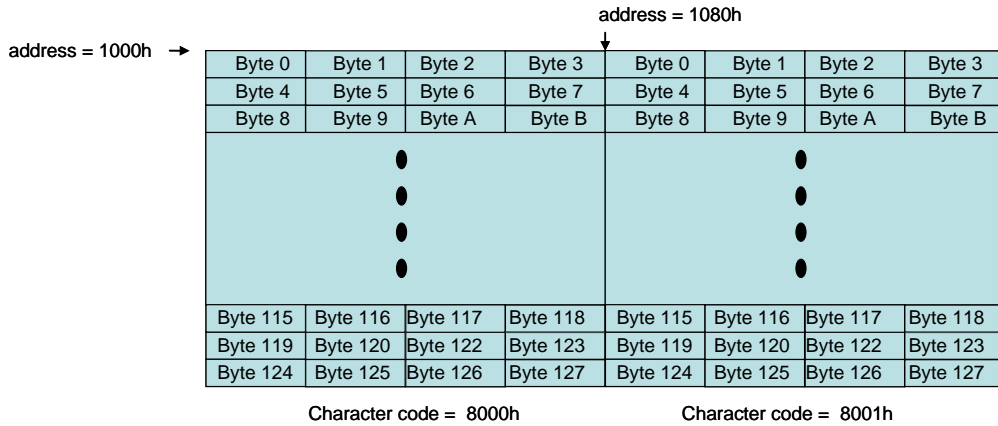 address = 1080h
address = 1000h
Byte 0 Byte 1 Byte 2 Byte 3 Byte 0 Byte 1 Byte 2 Byte 3
Byte 4 Byte 5 Byte 6 Byte 7 Byte 4 Byte 5 Byte 6 Byte 7
Byte 8 Byte 9 Byte A Byte B Byte 8 Byte 9 Byte A Byte B
Byte 115 Byte 116 Byte 117 Byte 118 Byte 115 Byte 116 Byte 117 Byte 118
Byte 119 Byte 120 Byte 122 Byte 123 Byte 119 Byte 120 Byte 122 Byte 123
Byte 124 Byte 125 Byte 126 Byte 127 Byte 124 Byte 125 Byte 126 Byte 127
Character code = 8000h Character code = 8001h